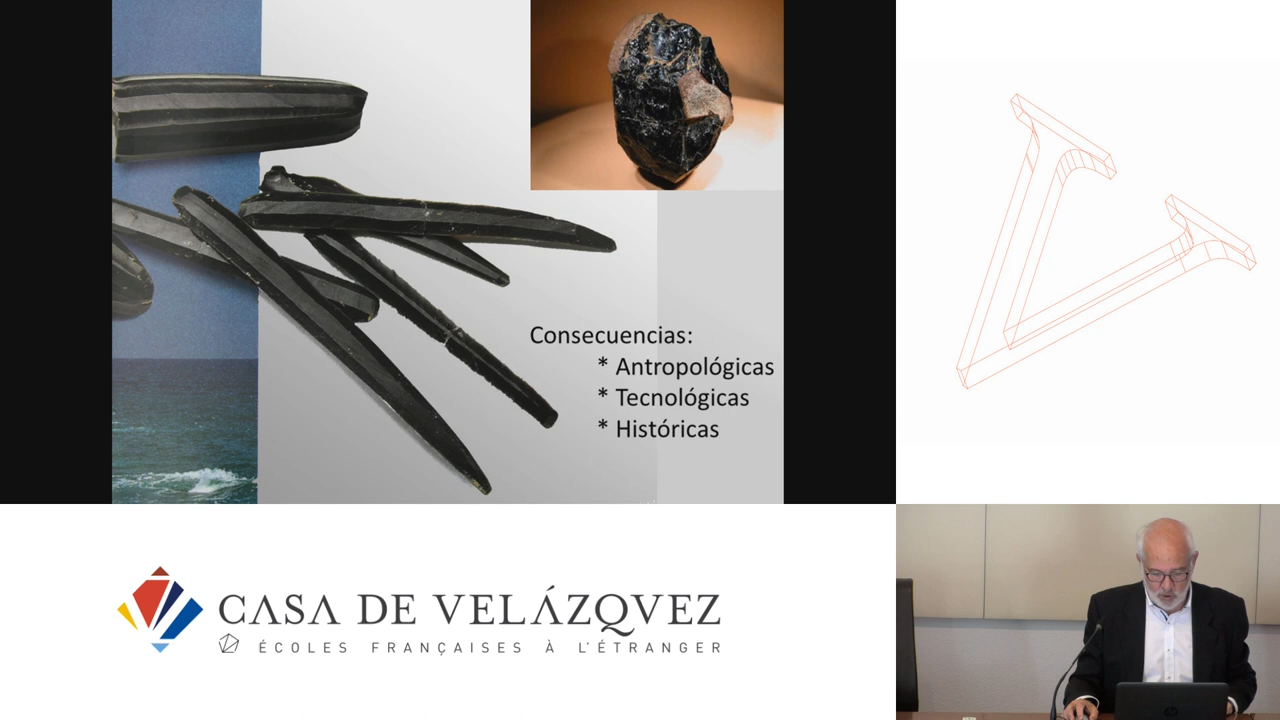 Consecuencias:
* Antropológicas
* Tecnológicas
* Históricas
CASA DE VELÁZQVEZ
ÉCOLES FRANÇAISES À L'ÉTRANGER